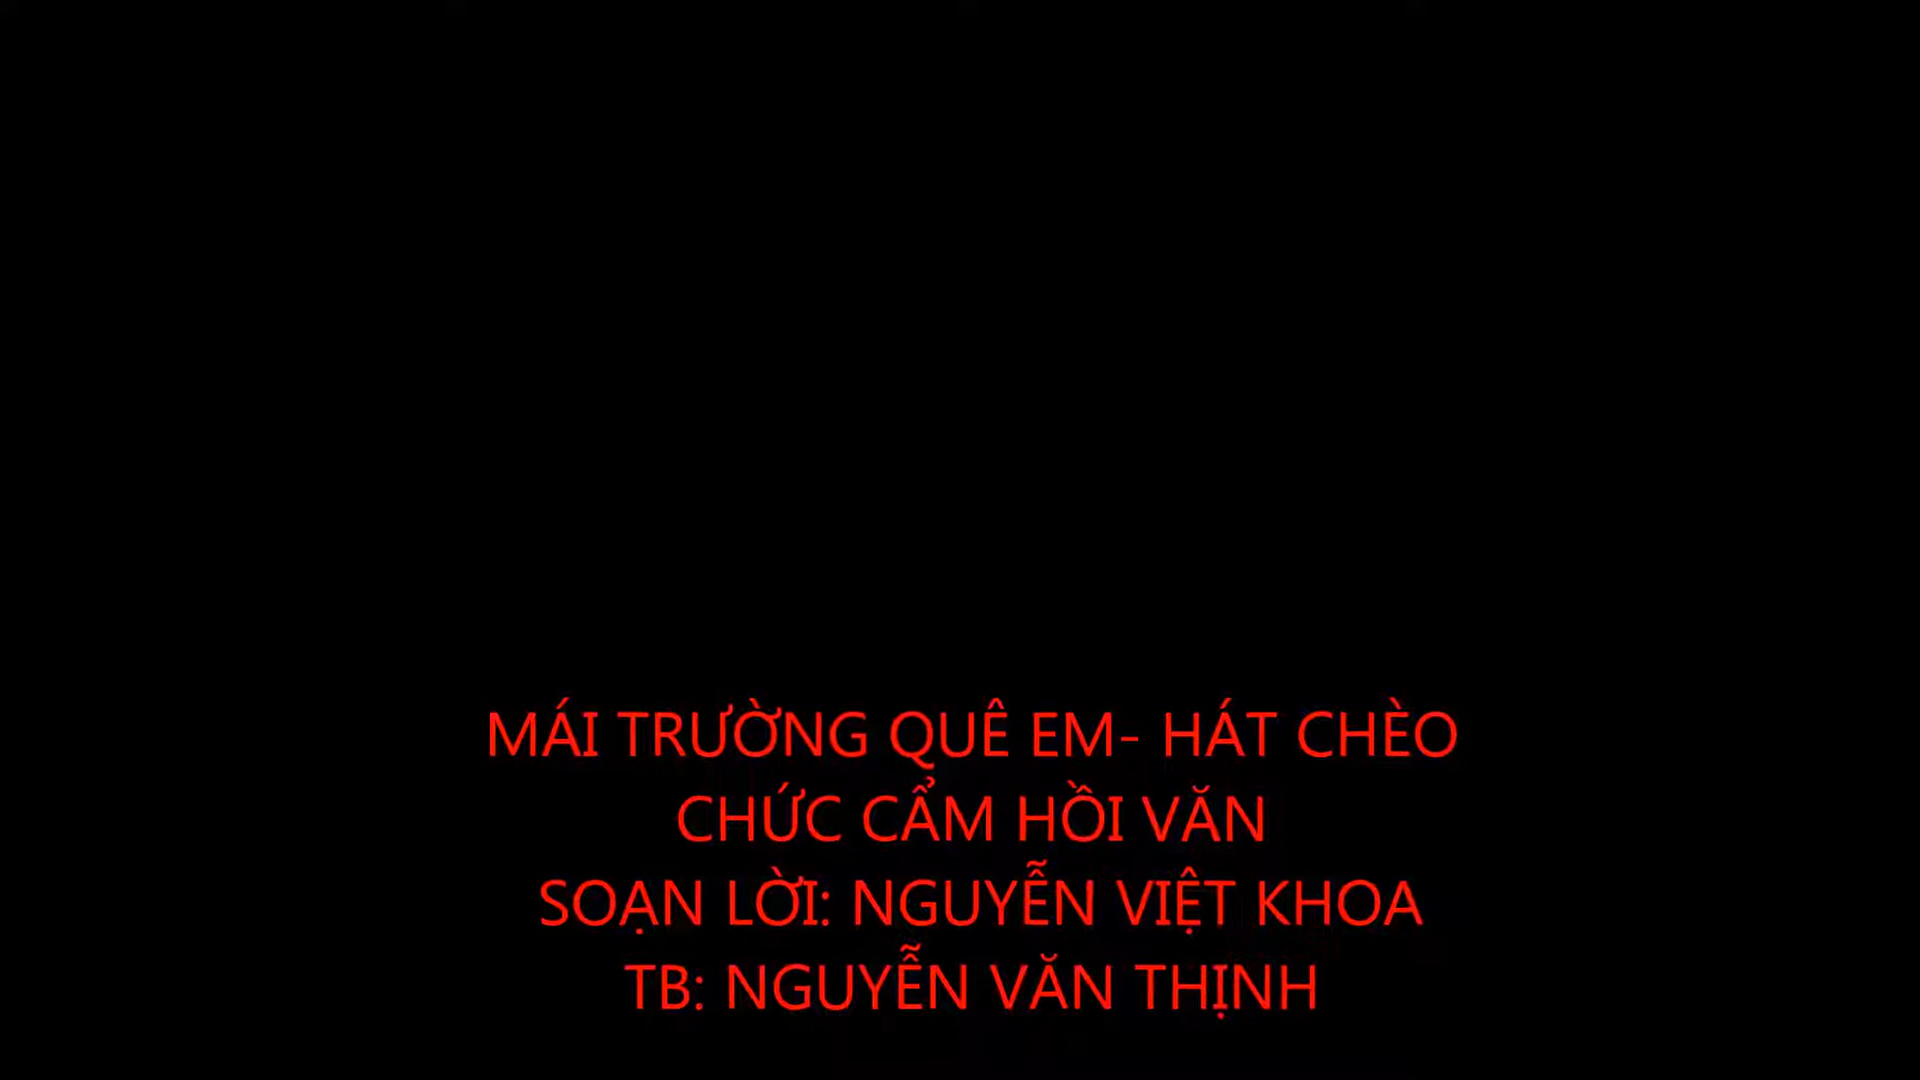 MÁI TRƯỜNG QUÊ EM- HÁT CHÈO
CHỨC CẨM HỒI VĂN
SOẠN LỜI: NGUYỄN VIỆT KHOA
TB: NGUYỄN VĂN THỊNH